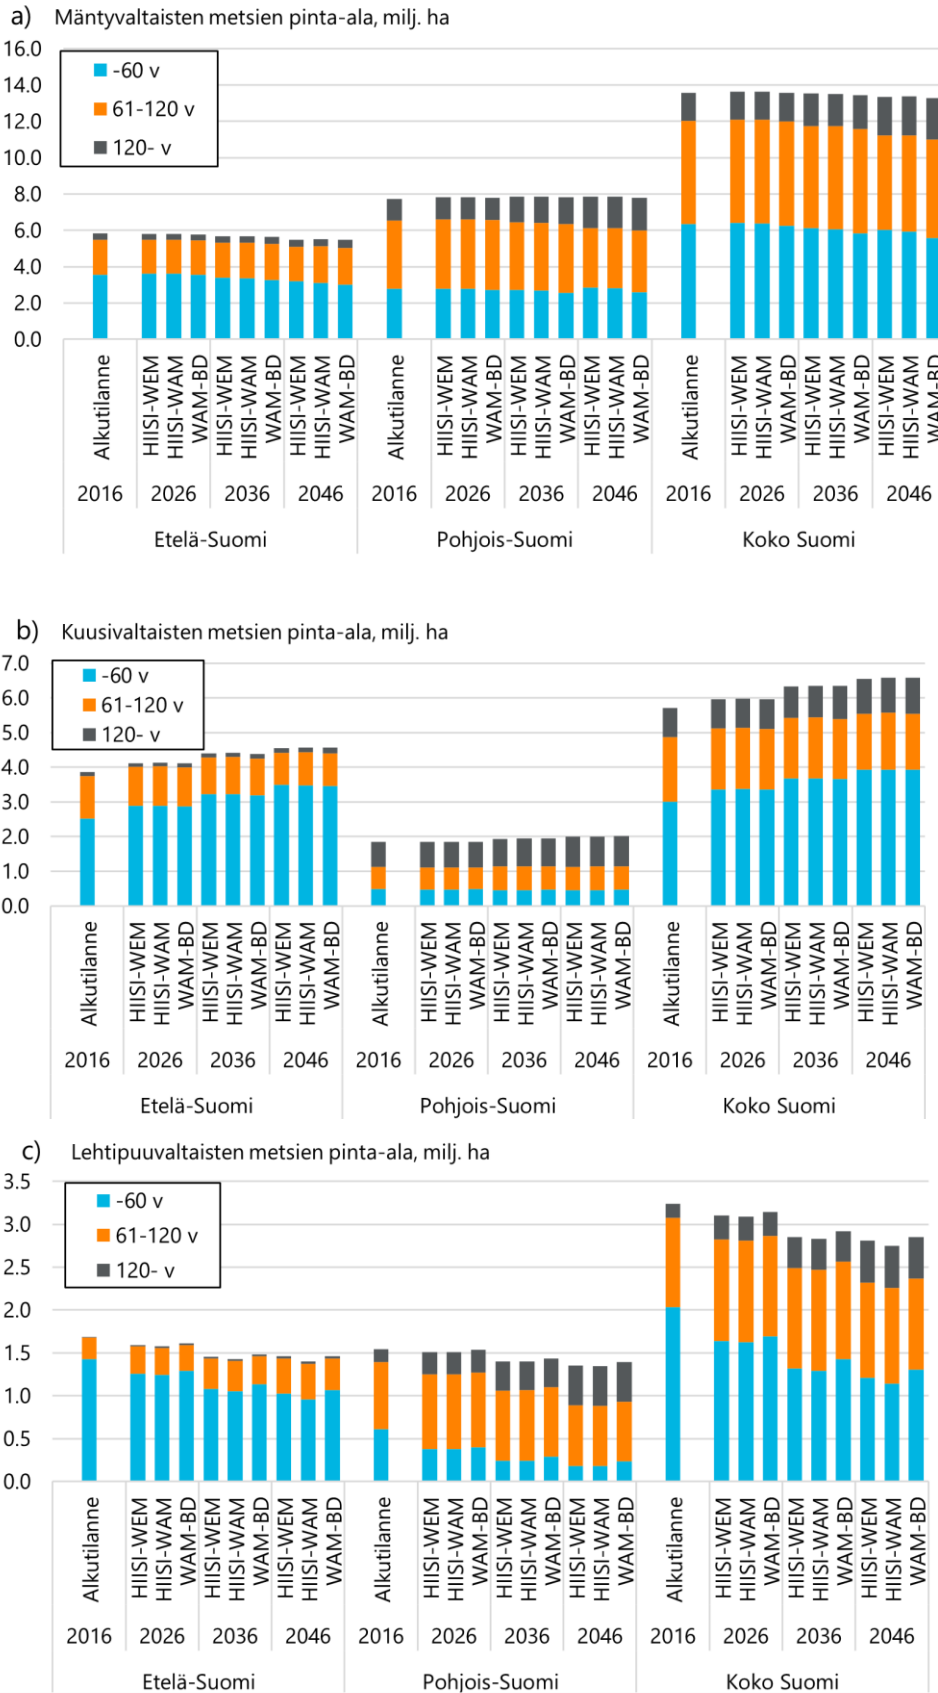 a) Mäntyvaltaisten metsien pinta-ala, milj. ha
16.0
14.0
12.0
10.0
8.0
6.0
4.0
2.0
0.0
-60 v
61-120 v
120- v
Alkutilanne HIISI-WEM HIISI-WAM WAM-BD HIISI-WEM HIISI-WAM WAM-BD HIISI-WEM HIISI-WAM WAM-BD Alkutilanne HIISI-WEM HIISI-WAM WAM-BD HIISI-WEM HIISI-WAM WAM-BD HIISI-WEM HIISI-WAM WAM-BD Alkutilanne HIISI-WEM HIISI-WAM WAM-BD HIISI-WEM HIISI-WAM WAM-BD HIISI-WEM HIISI-WAM WAM-BD
2016 2026 2036 2046 2016 2026 2036 2046 2016 2026 2036 2046
Etelä-Suomi Pohjois-Suomi Koko Suomi
b) Kuusivaltaisten metsien pinta-ala, milj. ha
7.0
6.0
5.0
4.0
3.0
2.0
1.0
0.0
-60 v
61-120 v
120- v
Alkutilanne HIISI-WEM HIISI-WAM WAM-BD HIISI-WEM HIISI-WAM WAM-BD HIISI-WEM HIISI-WAM WAM-BD Alkutilanne HIISI-WEM HIISI-WAM WAM-BD HIISI-WEM HIISI-WAM WAM-BD HIISI-WEM HIISI-WAM WAM-BD Alkutilanne HIISI-WEM HIISI-WAM WAM-BD HIISI-WEM HIISI-WAM WAM-BD HIISI-WEM HIISI-WAM WAM-BD
2016 2026 2036 2046 2016 2026 2036 2046 2016 2026 2036 2046
Etelä-Suomi Pohjois-Suomi Koko Suomi
c) Lehtipuuvaltaisten metsien pinta-ala, milj. ha
3.5
3.0
2.5
2.0
1.5
1.0
0.5
0.0
-60 v
61-120 v
120- v
Alkutilanne HIISI-WEM HIISI-WAM WAM-BD HIISI-WEM HIISI-WAM WAM-BD HIISI-WEM HIISI-WAM WAM-BD Alkutilanne HIISI-WEM HIISI-WAM WAM-BD HIISI-WEM HIISI-WAM WAM-BD HIISI-WEM HIISI-WAM WAM-BD Alkutilanne HIISI-WEM HIISI-WAM WAM-BD HIISI-WEM HIISI-WAM WAM-BD HIISI-WEM HIISI-WAM WAM-BD
2016 2026 2036 2046 2016 2026 2036 2046 2016 2026 2036 2046
Etelä-Suomi Pohjois-Suomi Koko Suomi